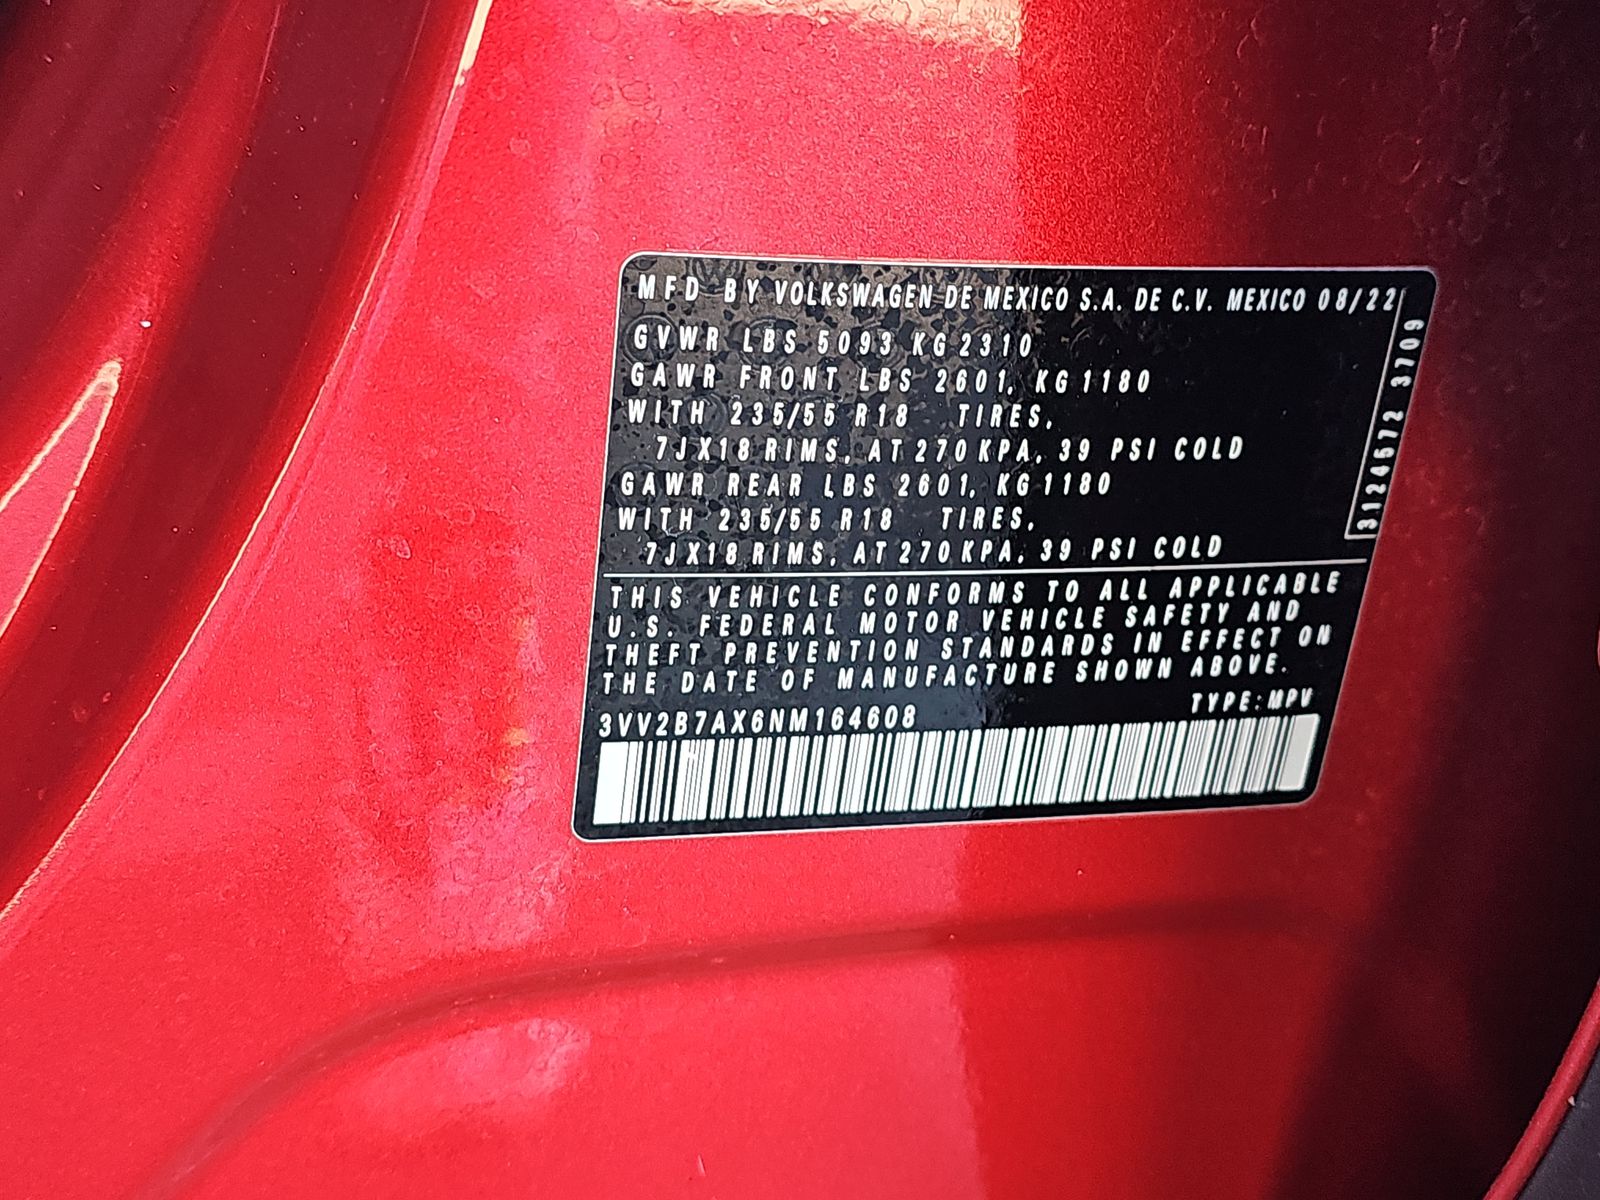 MFD BY VOLKSWAGEN DE MEXICO S.A. DE C.V. MEXICO 08/22
GVWR LBS 5093 KG 2310
GAWR FRONT LBS 2601, KG 1180
WITH 235/55 R18 TIRES,
7JX18 RIMS, AT 270 KPA, 39 PSI COLD
GAWR REAR LBS 2601, KG 1180
WITH 235/55 R18 TIRES,
7JX18 RIMS, AT 270 KPA, 39 PSI COLD
3124572 3709
THIS VEHICLE CONFORMS TO ALL APPLICABLE
U.S. FEDERAL MOTOR VEHICLE SAFETY AND
THEFT PREVENTION STANDARDS IN EFFECT ON
THE DATE OF MANUFACTURE SHOWN ABOVE.
TYPE: MPV
3VV2B7AX6NM164608